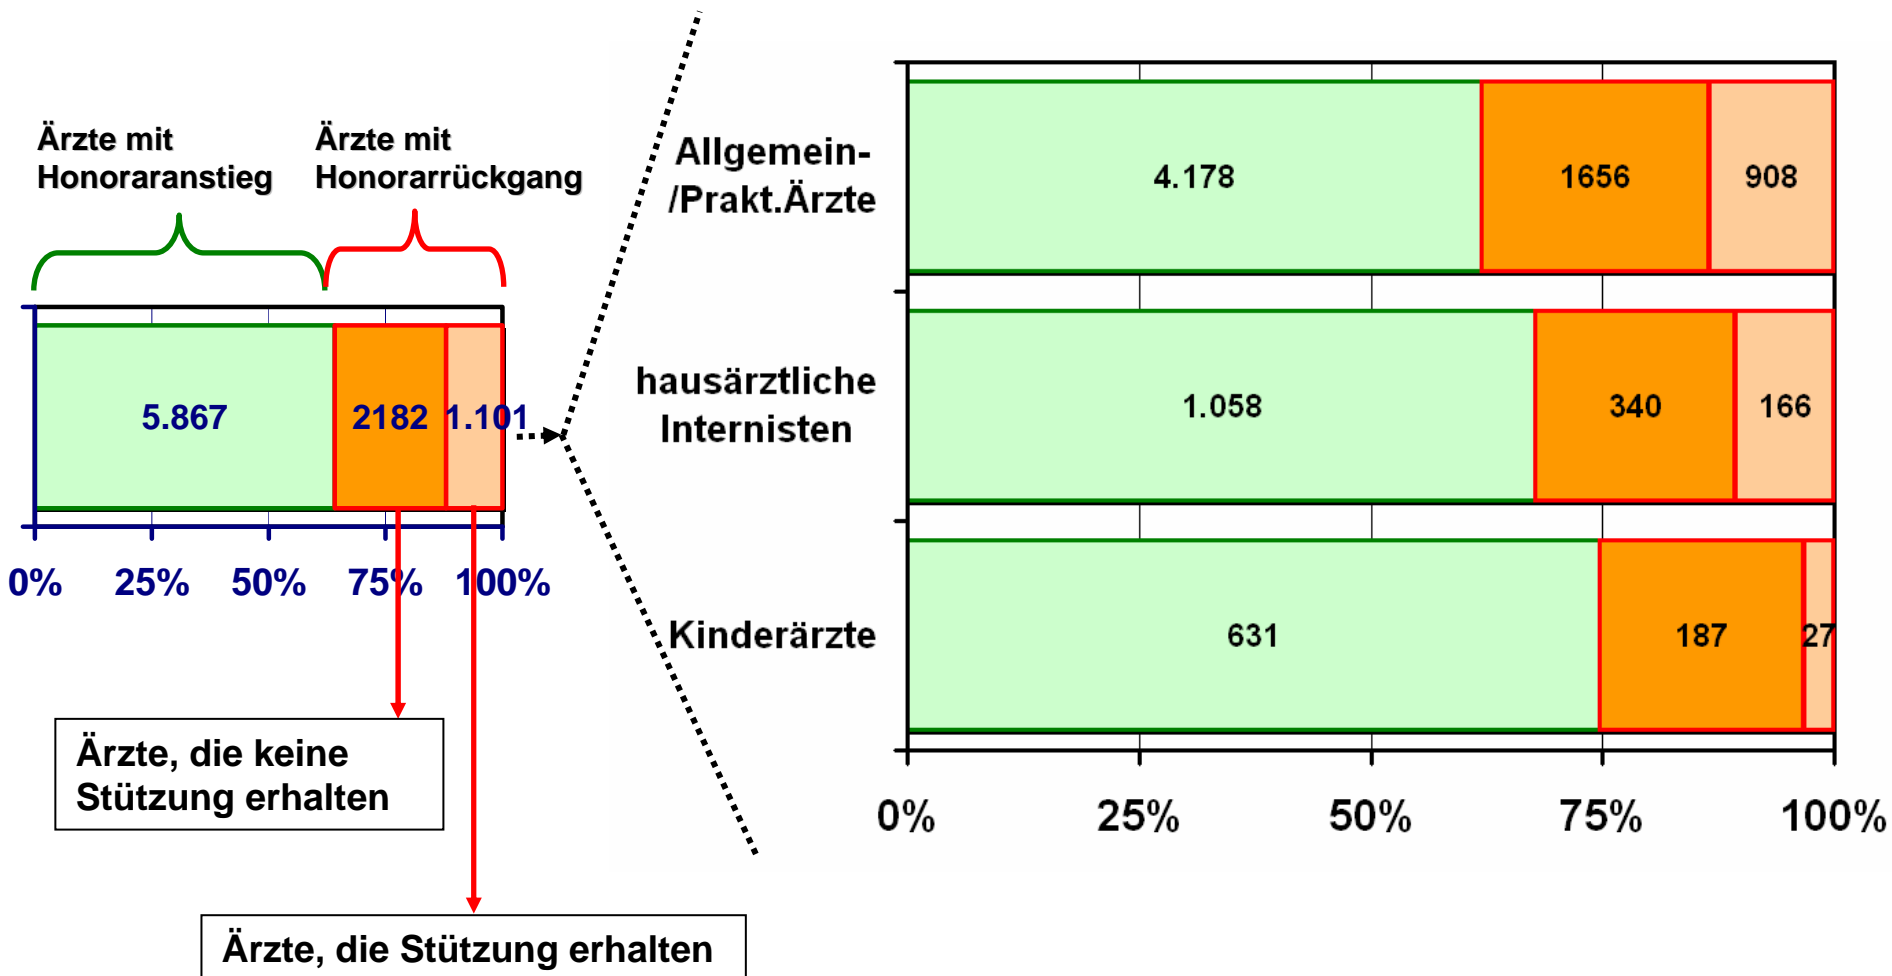 Ärzte mit
Honoraranstieg
Ärzte mit
Honorarrückgang
5.867 2182 1.101
0% 25% 50% 75% 100%
Ärzte, die keine
Stützung erhalten
Ärzte, die Stützung erhalten
Allgemein-
/Prakt.Ärzte
4.178 1656 908
hausärztliche
Internisten
1.058 340 166
Kinderärzte
631 187 27
0% 25% 50% 75% 100%